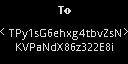 To
< TPy1sG6ehxg4tbvZsN >
KVPaNdX86z322E8i